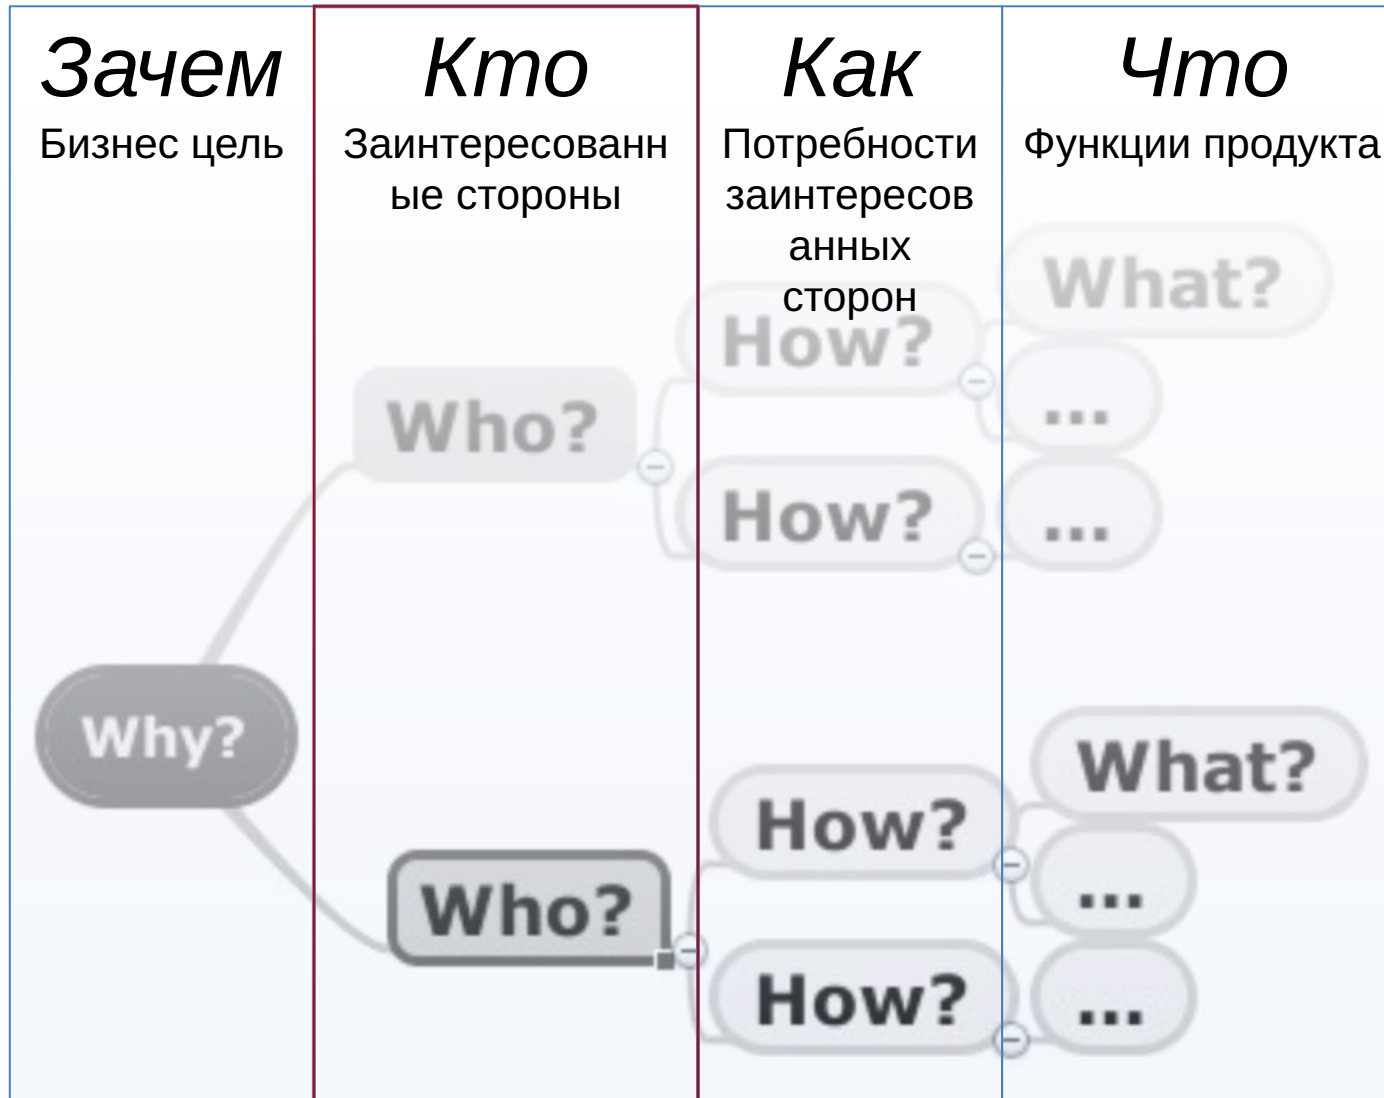 Зачем
Бизнес цель
Кто
Заинтересованн
ые стороны
Как
Потребности
заинтересов
анных
сторон
Что
Функции продукта
Why?
Who?
How?
What?
...
How?
...
Who?
How?
What?
...
How?
...